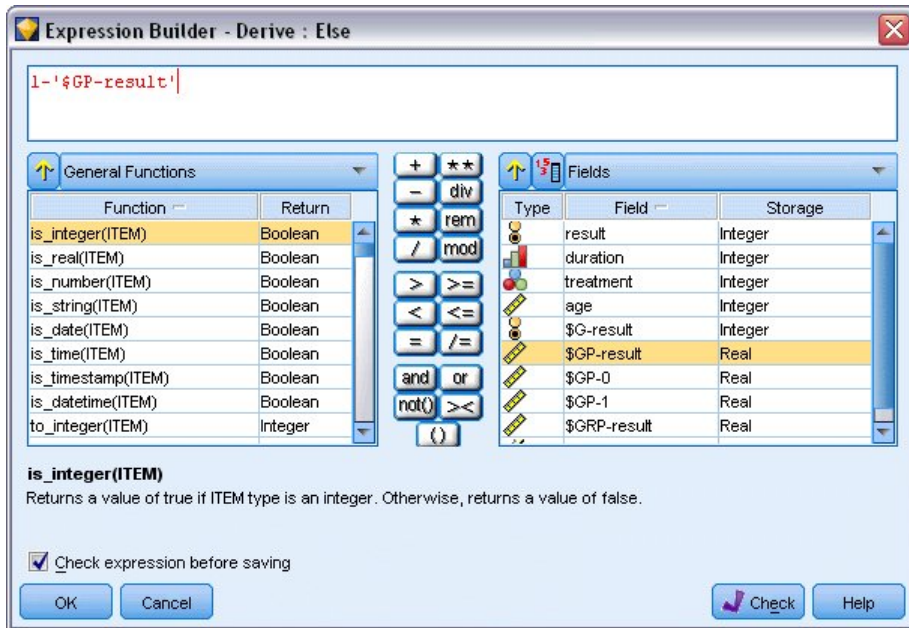 Expression Builder - Derive : Else
1-'$GP-result'
General Functions
Function Return
is_integer(ITEM) Boolean
is_real(ITEM) Boolean
is_number(ITEM) Boolean
is_string(ITEM) Boolean
is_date(ITEM) Boolean
is_time(ITEM) Boolean
is_timestamp(ITEM) Boolean
is_datetime(ITEM) Boolean
to_integer(ITEM) Integer
+ **
- div
* rem
/ mod
> >=
< <=
= /=
and or
not() ><
()
Fields
Type Field Storage
result Integer
duration Integer
treatment Integer
age Integer
$G-result Integer
$GP-result Real
$GP-0 Real
$GP-1 Real
$GRP-result Real
is_integer(ITEM)
Returns a value of true if ITEM type is an integer. Otherwise, returns a value of false.
Check expression before saving
OK Cancel Check Help